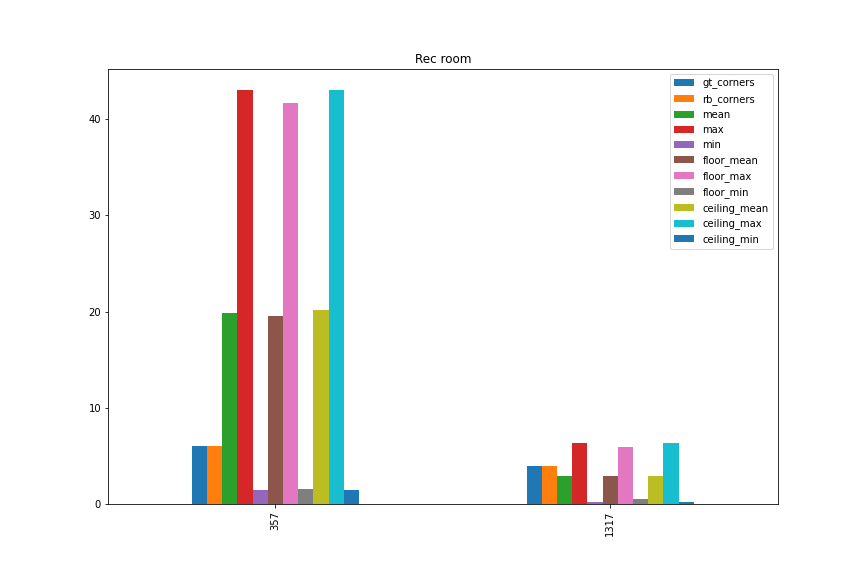 Rec room
gt_corners
rb_corners
mean
max
min
floor_mean
floor_max
floor_min
ceiling_mean
ceiling_max
ceiling_min
40
30
20
10
0
357
1317